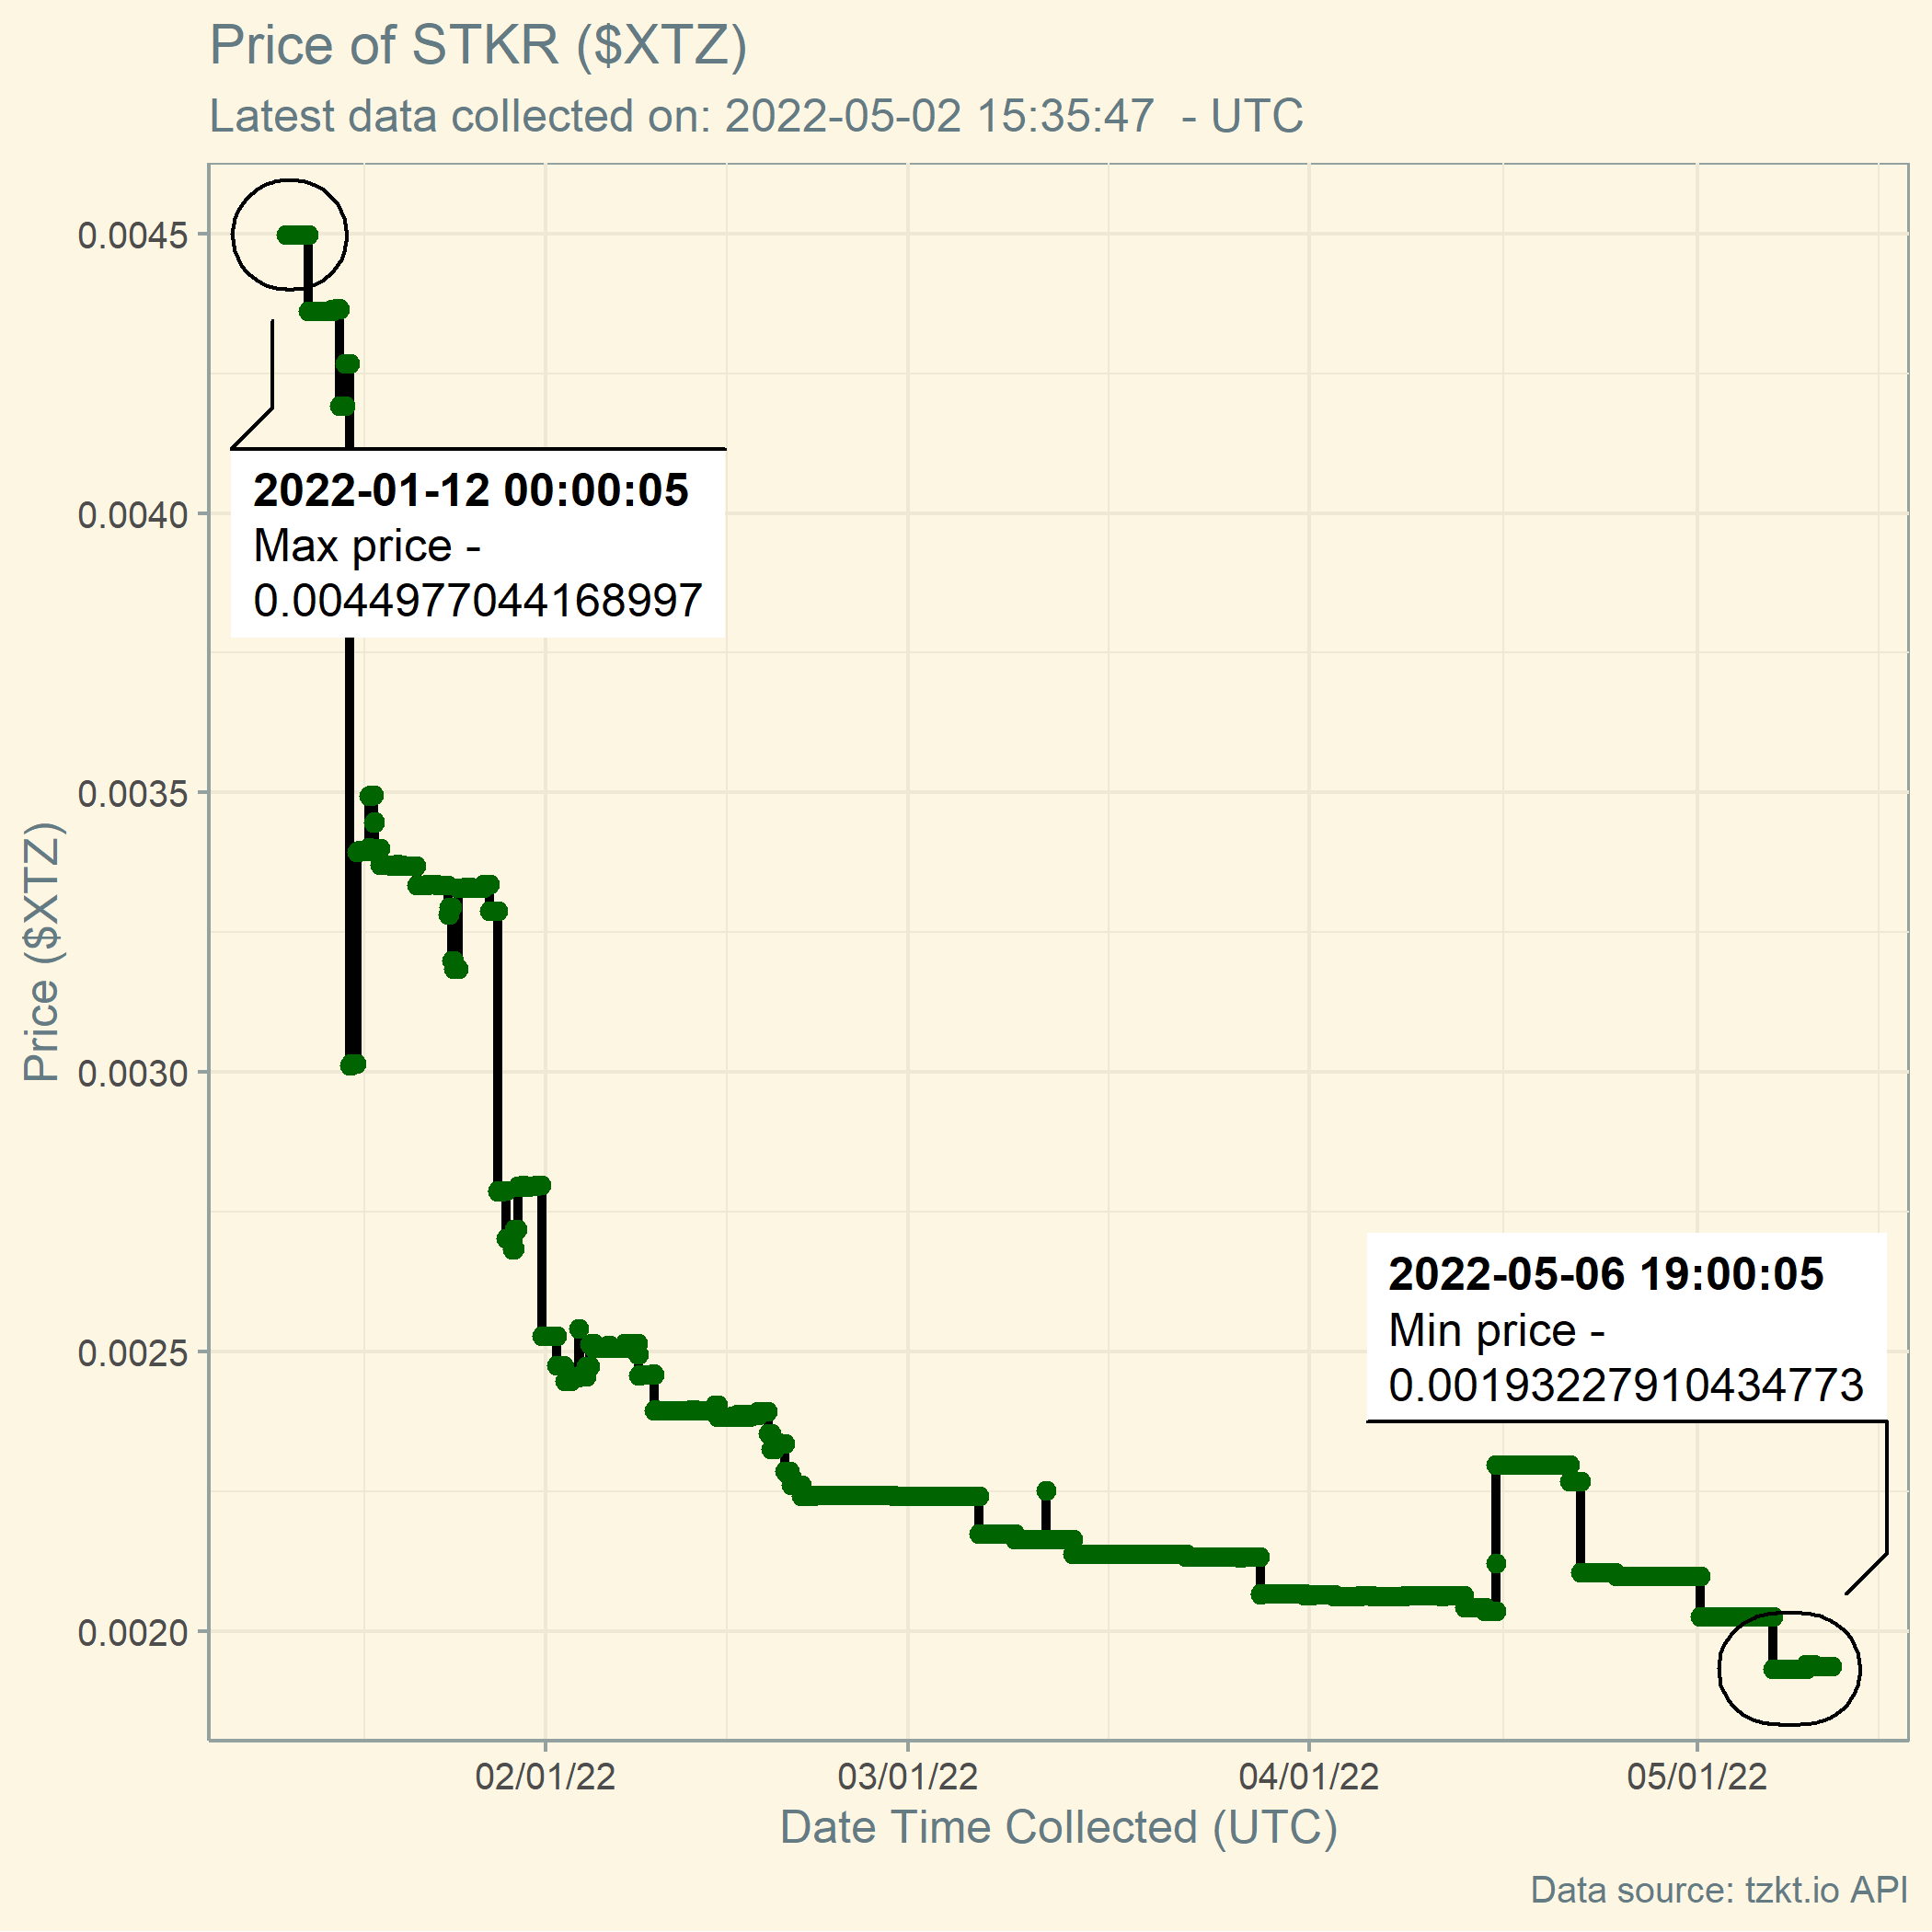 Price of STKR ($XTZ)
Latest data collected on: 2022-05-02 15:35:47  - UTC
0.0045
0.0040
0.0035
0.0030
0.0025
0.0020
Price ($XTZ)
2022-01-12 00:00:05
Max price -
0.0044977044168997
2022-05-06 19:00:05
Min price -
0.00193227910434773
02/01/22
03/01/22
04/01/22
05/01/22
Date Time Collected (UTC)
Data source: tzkt.io API